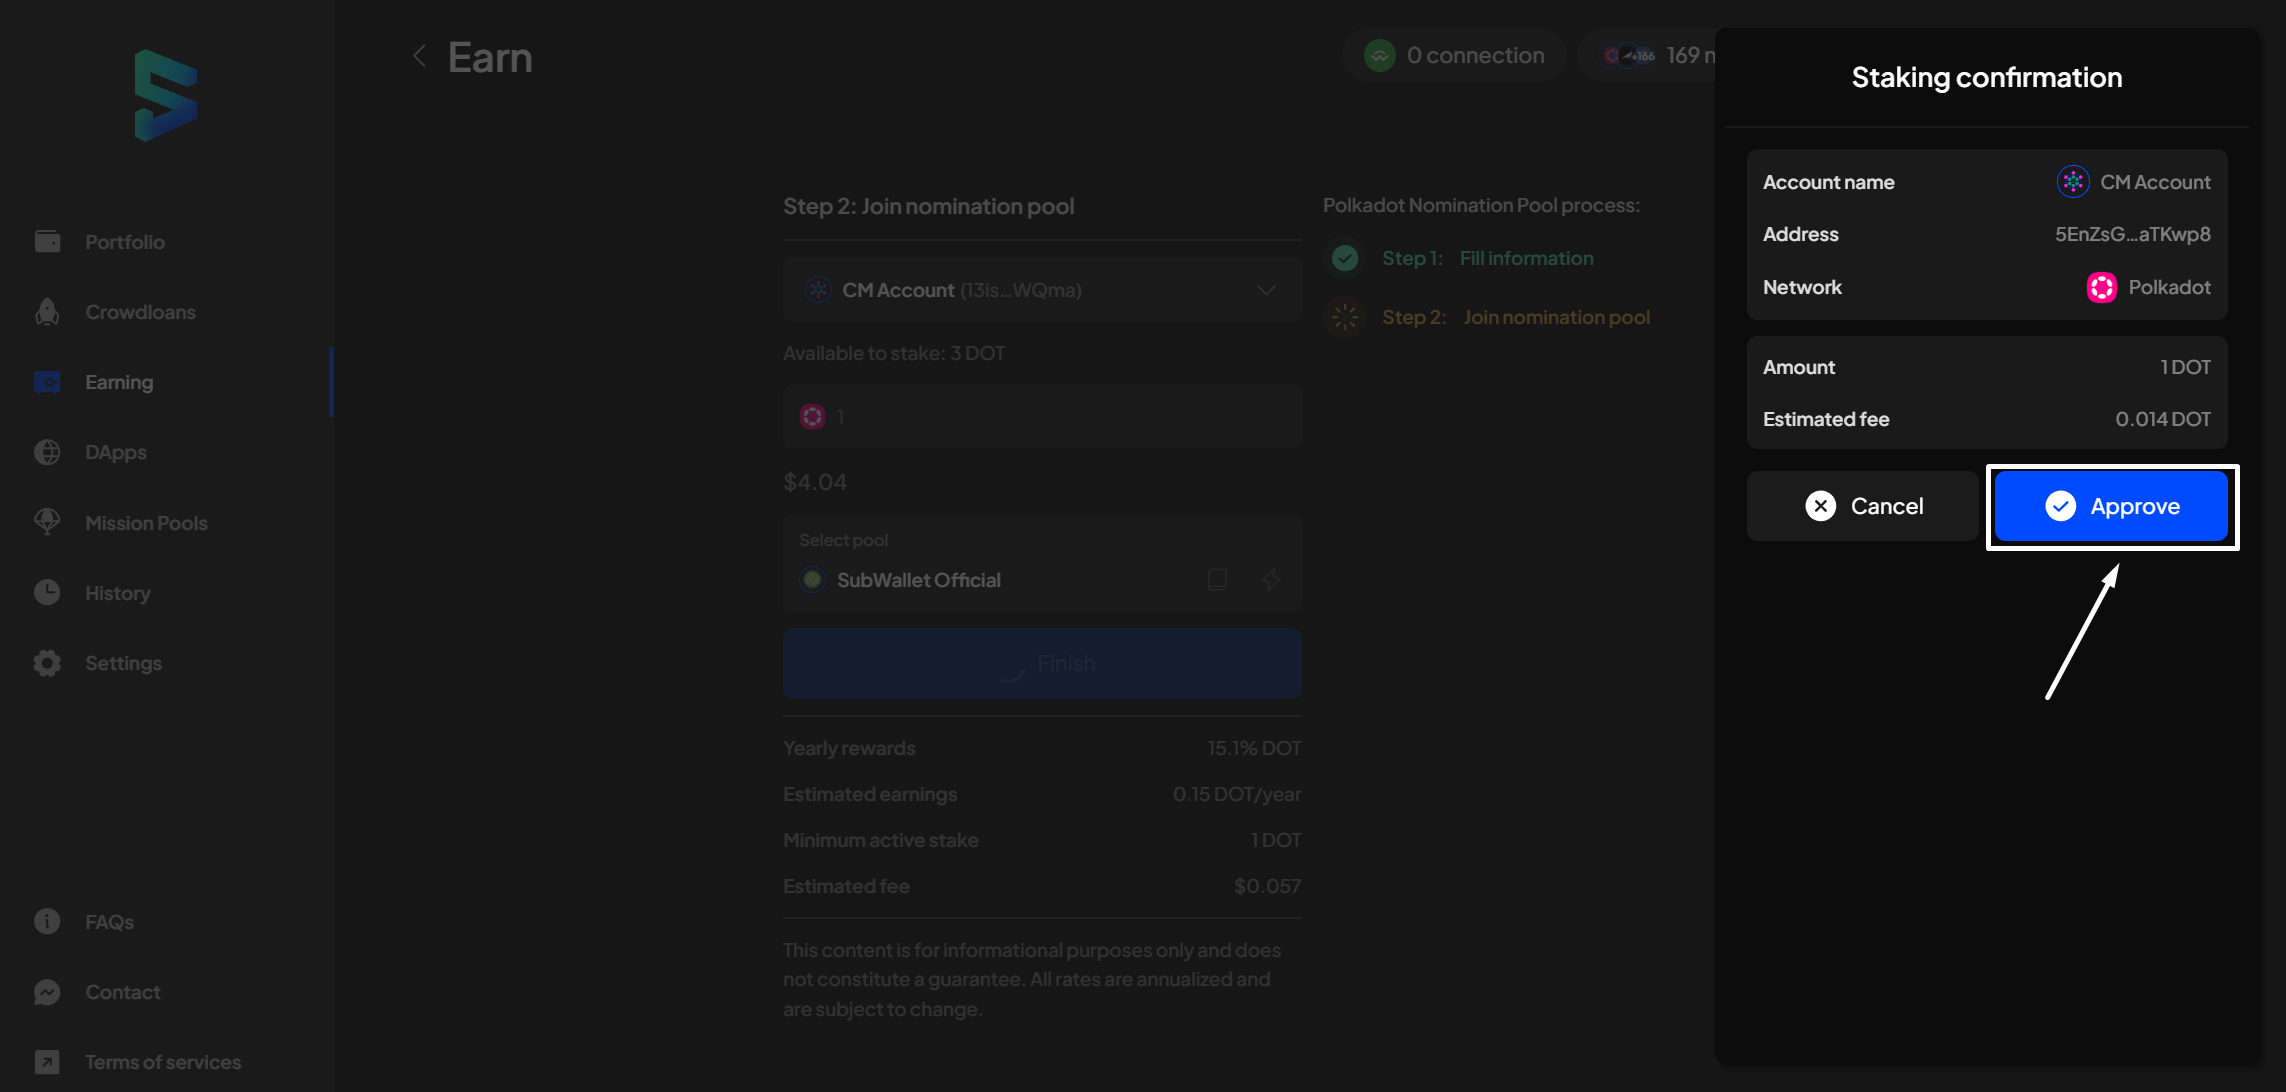 Earn
0 connection
+166 169 n
Portfolio
Crowdloans
Earning
DApps
Mission Pools
History
Settings
FAQs
Contact
Terms of services
Step 2: Join nomination pool
CM Account (13is...WQma)
Available to stake: 3 DOT
1
$4.04
Select pool
SubWallet Official
Finish
Yearly rewards 15.1% DOT
Estimated earnings 0.15 DOT/year
Minimum active stake 1 DOT
Estimated fee $0.057
This content is for informational purposes only and does
not constitute a guarantee. All rates are annualized and
are subject to change.
Polkadot Nomination Pool process:
Step 1: Fill information
Step 2: Join nomination pool
Staking confirmation
Account name CM Account
Address 5EnZsG...aTKwp8
Network Polkadot
Amount 1 DOT
Estimated fee 0.014 DOT
Cancel Approve